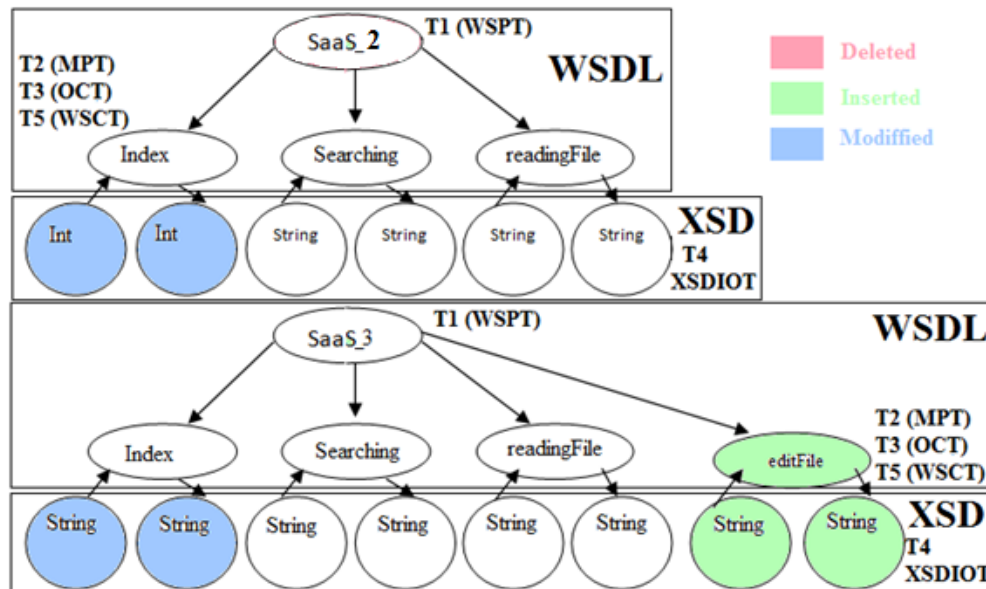 SaaS_2
T1 (WSPT)
WSDL
T2 (MPT)
T3 (OCT)
T5 (WSCT)
Index
Searching
readingFile
Deleted
Inserted
Modiffied
Int
Int
String
String
String
String
XSD
T4
XSDIOT
SaaS_3
T1 (WSPT)
WSDL
Index
Searching
readingFile
editFile
T2 (MPT)
T3 (OCT)
T5 (WSCT)
String
String
String
String
String
String
String
String
XSD
T4
XSDIOT